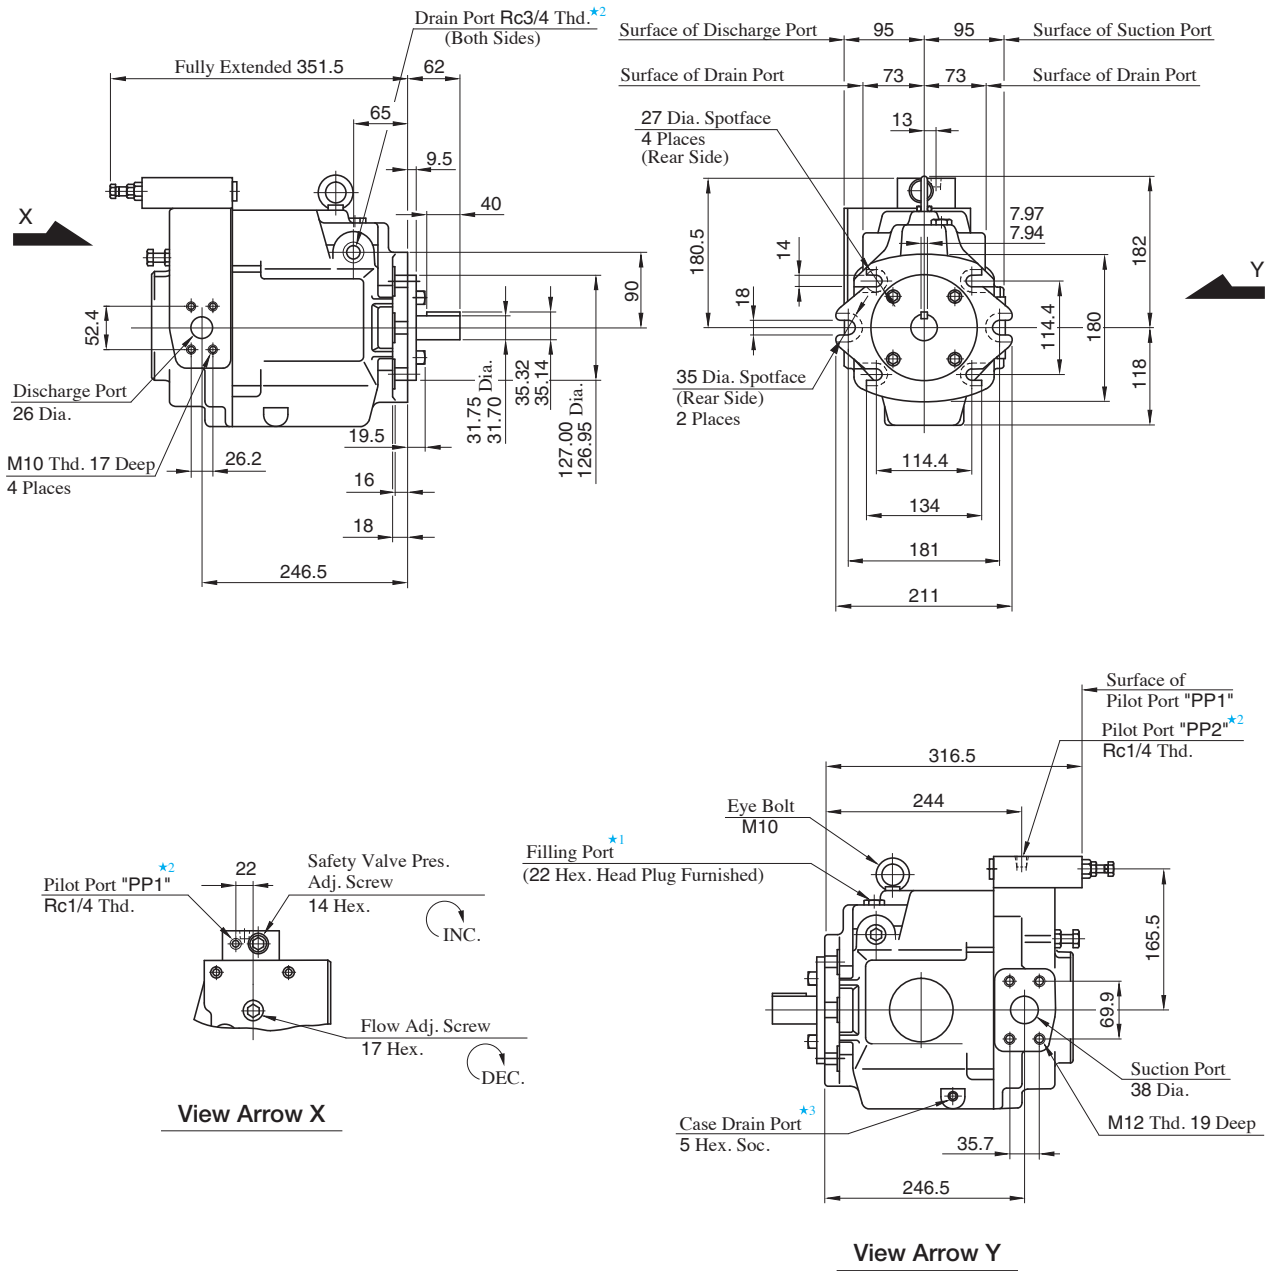 Drain Port Rc3/4 Thd.★2
(Both Sides)
Fully Extended 351.5
62
65
9.5
40
X
90
52.4
Discharge Port
26 Dia.
M10 Thd. 17 Deep
4 Places
26.2
19.5
16
18
246.5
31.75
31.70 Dia.
35.32
35.14
127.00
126.95 Dia.
Surface of Discharge Port
95
95
Surface of Suction Port
Surface of Drain Port
73
73
Surface of Drain Port
27 Dia. Spotface
4 Places
(Rear Side)
13
7.97
7.94
180.5
14
18
182
Y
114.4
180
118
35 Dia. Spotface
(Rear Side)
2 Places
114.4
134
181
211
Surface of
Pilot Port "PP1"
Pilot Port "PP2"★2
Rc1/4 Thd.
316.5
244
Eye Bolt
M10
Filling Port★1
(22 Hex. Head Plug Furnished)
165.5
69.9
Suction Port
38 Dia.
M12 Thd. 19 Deep
Case Drain Port★3
5 Hex. Soc.
35.7
246.5
View Arrow Y
Pilot Port "PP1"★2
Rc1/4 Thd.
22
Safety Valve Pres.
Adj. Screw
14 Hex.
INC.
Flow Adj. Screw
17 Hex.
DEC.
View Arrow X